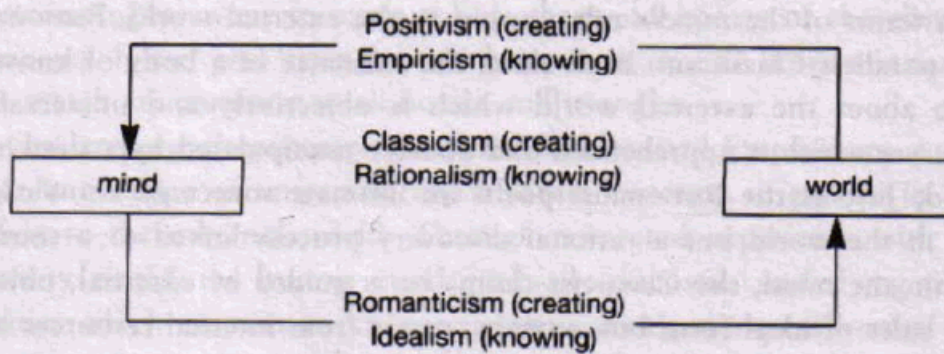 Positivism (creating)
Empiricism (knowing)
Classicism (creating)
Rationalism (knowing)
mind
world
Romanticism (creating)
Idealism (knowing)